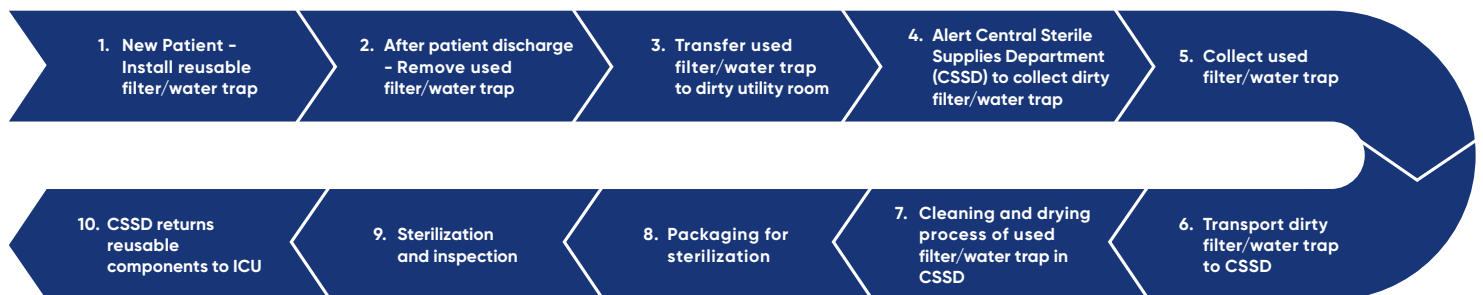 1. New Patient -
Install reusable
filter/water trap
2. After patient discharge
- Remove used
filter/water trap
3. Transfer used
filter/water trap
to dirty utility room
4. Alert Central Sterile
Supplies Department
(CSSD) to collect dirty
filter/water trap
5. Collect used
filter/water trap
6. Transport dirty
filter/water trap
to CSSD
7. Cleaning and drying
process of used
filter/water trap in
CSSD
8. Packaging for
sterilization
9. Sterilization
and inspection
10. CSSD returns
reusable
components to ICU